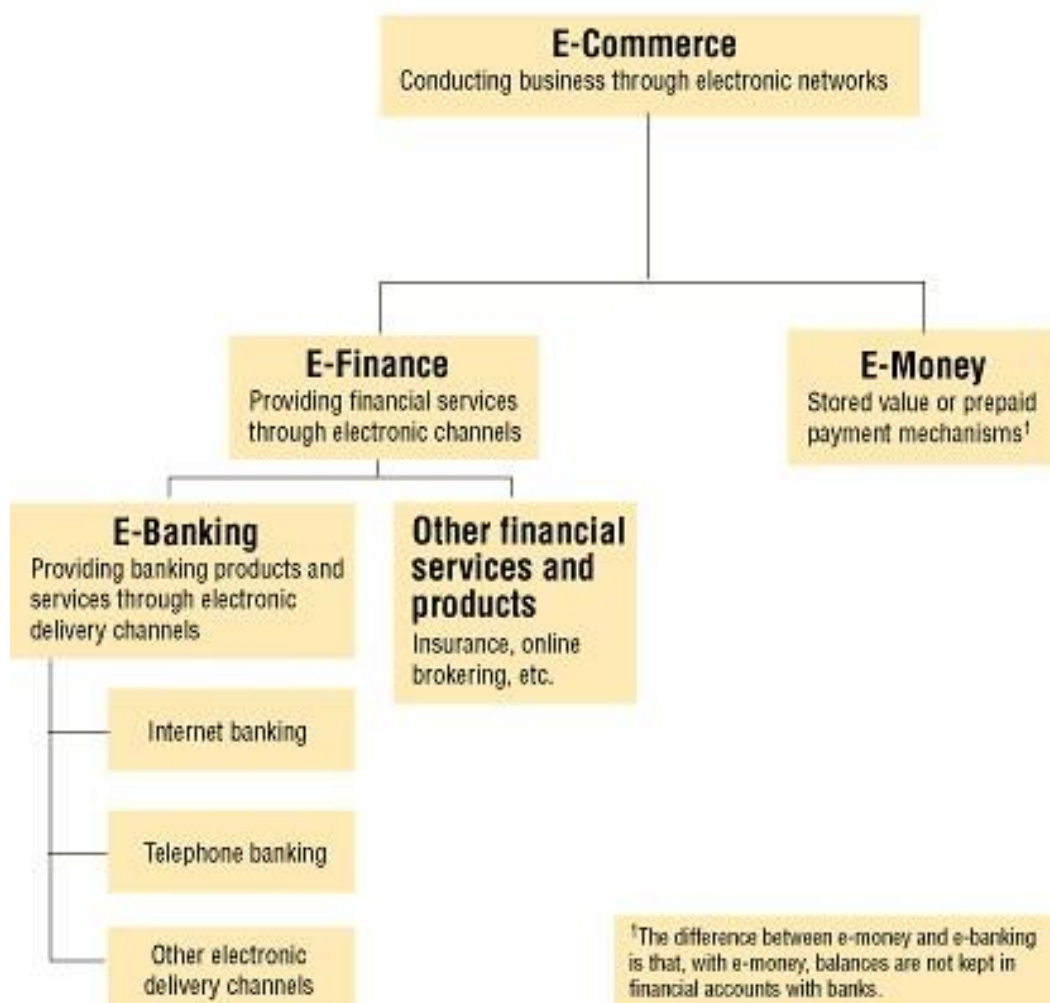 E-Commerce
Conducting business through electronic networks
E-Finance
Providing financial services
through electronic channels
E-Money
Stored value or prepaid
payment mechanisms¹
E-Banking
Providing banking products and
services through electronic
delivery channels
Other financial
services and
products
Insurance, online
brokering, etc.
Internet banking
Telephone banking
Other electronic
delivery channels
¹The difference between e-money and e-banking
is that, with e-money, balances are not kept in
financial accounts with banks.